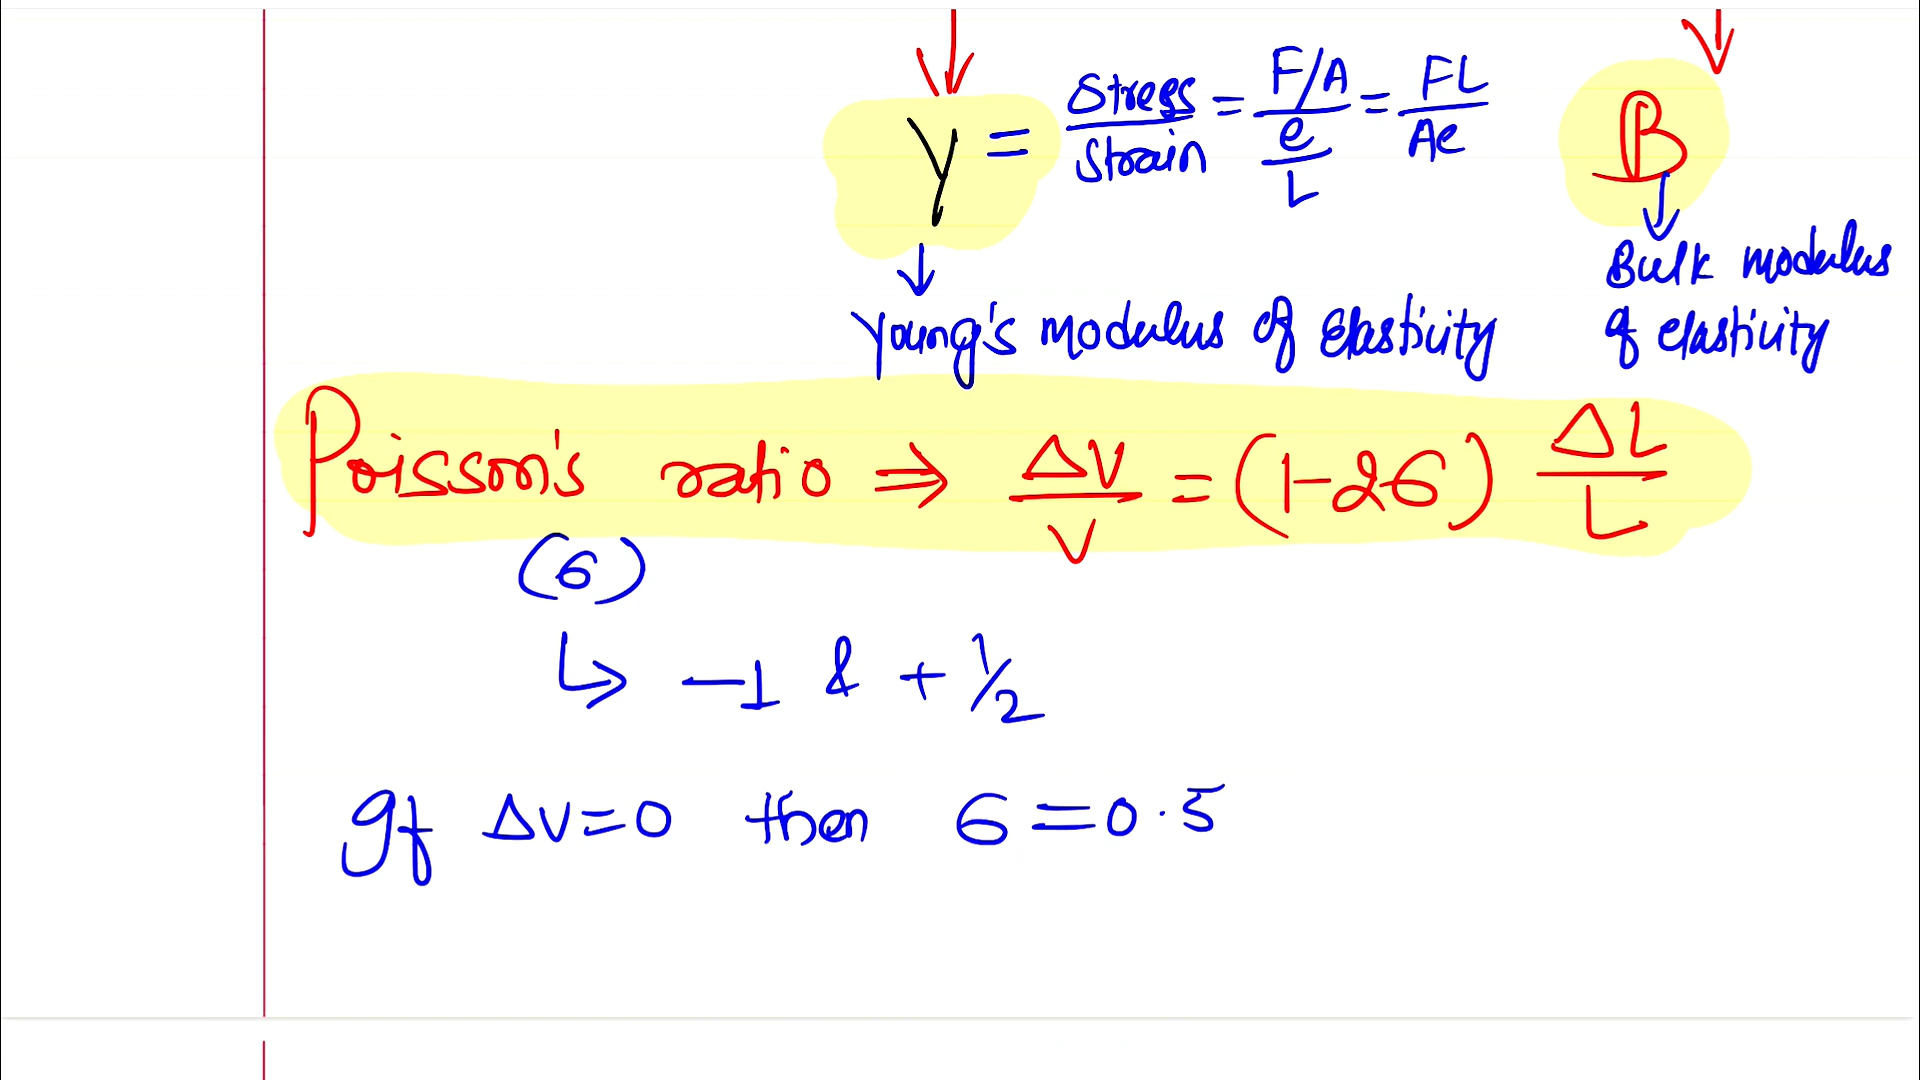 Y = Stress/Strain = F/A / e/L = FL/Ae
B
Young's modulus of Elasticity
Bulk modulus
of elasticity
Poisson's ratio ⇒ ΔV/V = (1-2σ) ΔL/L
(σ)
↳ -1 & + 1/2
If ΔV=0 then σ=0.5